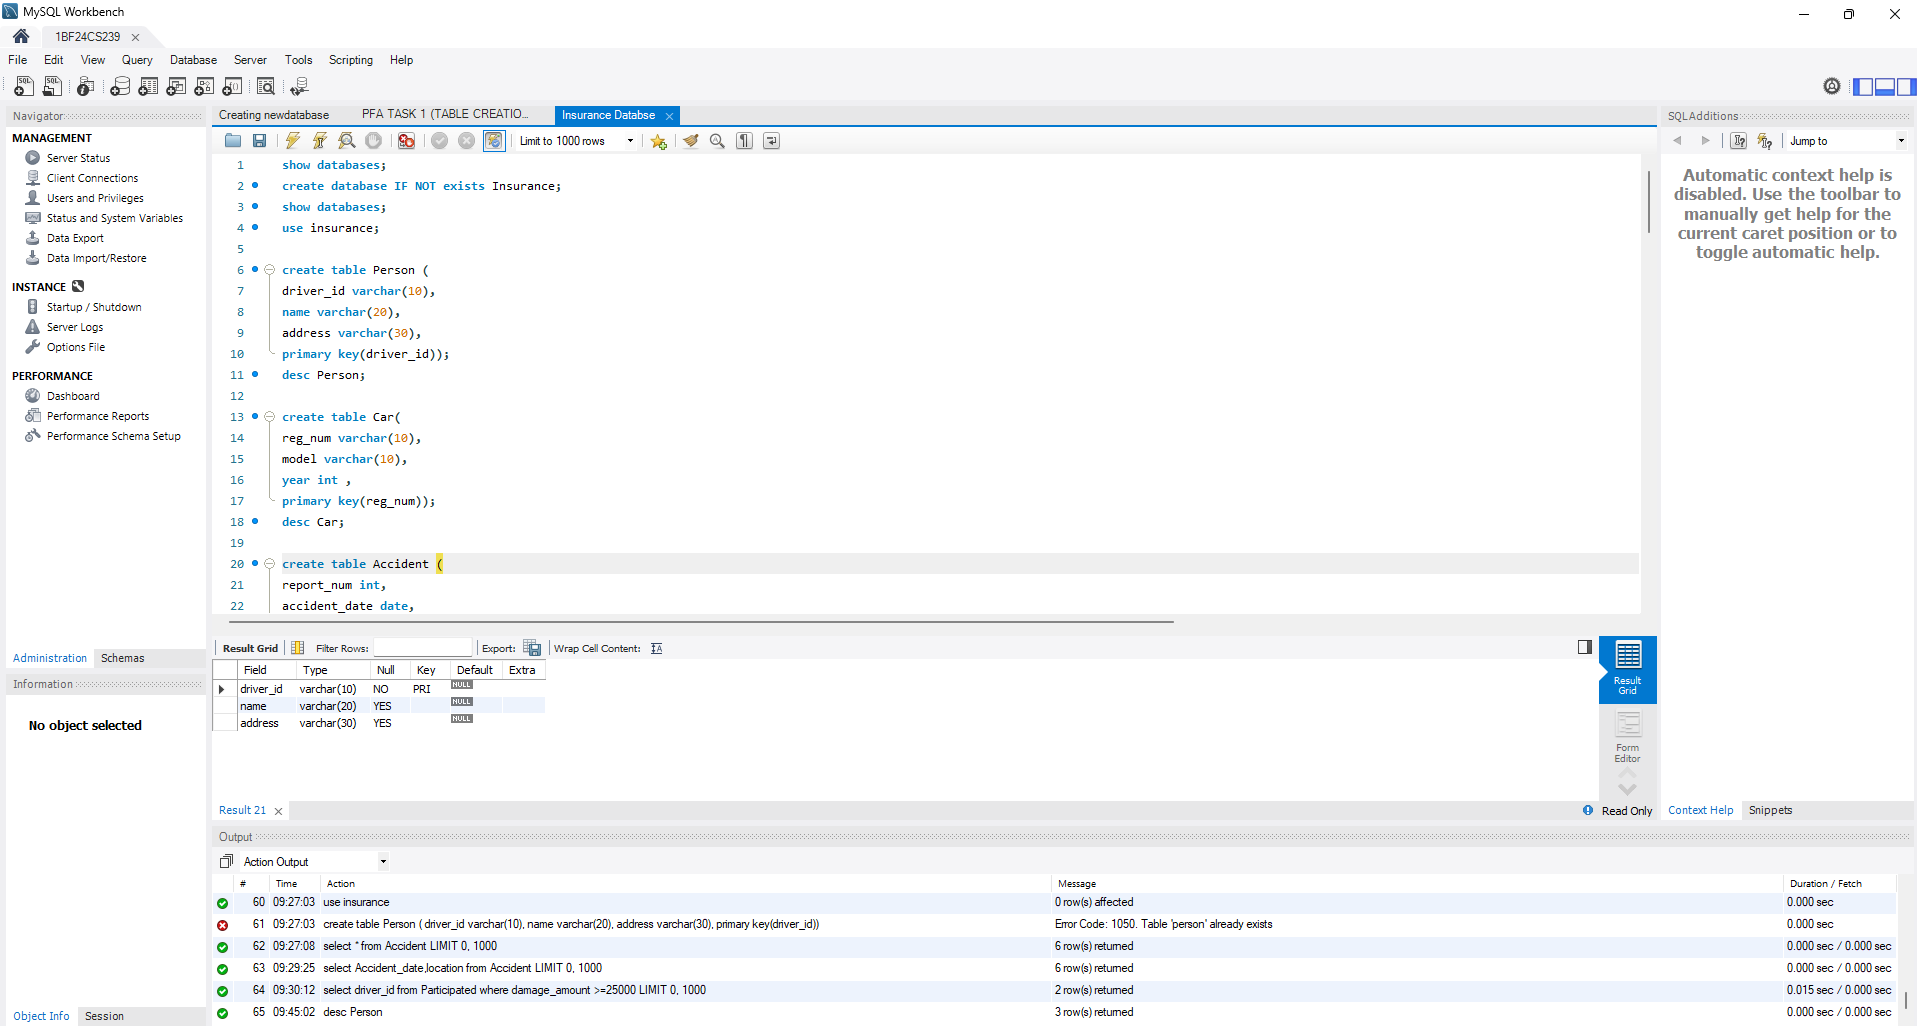 MySQL Workbench
1BF24CS239
File Edit View Query Database Server Tools Scripting Help
Navigator
MANAGEMENT
Server Status
Client Connections
Users and Privileges
Status and System Variables
Data Export
Data Import/Restore
INSTANCE
Startup / Shutdown
Server Logs
Options File
PERFORMANCE
Dashboard
Performance Reports
Performance Schema Setup
Administration Schemas
Information
No object selected
Object Info Session
Creating newdatabase PFA TASK 1 (TABLE CREATIO... Insurance Databse
Limit to 1000 rows
1 show databases;
2 create database IF NOT exists Insurance;
3 show databases;
4 use insurance;
5
6 create table Person (
7 driver_id varchar(10),
8 name varchar(20),
9 address varchar(30),
10 primary key(driver_id));
11 desc Person;
12
13 create table Car(
14 reg_num varchar(10),
15 model varchar(10),
16 year int ,
17 primary key(reg_num));
18 desc Car;
19
20 create table Accident (
21 report_num int,
22 accident_date date,
Result Grid Filter Rows: Export: Wrap Cell Content:
Field Type Null Key Default Extra
driver_id varchar(10) NO PRI NULL
name varchar(20) YES NULL
address varchar(30) YES NULL
Result Grid
Form Editor
Result 21
Read Only
SQLAdditions
Jump to
Automatic context help is
disabled. Use the toolbar to
manually get help for the
current caret position or to
toggle automatic help.
Context Help Snippets
Output
Action Output
# Time Action Message Duration / Fetch
60 09:27:03 use insurance 0 row(s) affected 0.000 sec
61 09:27:03 create table Person ( driver_id varchar(10), name varchar(20), address varchar(30), primary key(driver_id)) Error Code: 1050. Table 'person' already exists 0.000 sec
62 09:27:08 select * from Accident LIMIT 0, 1000 6 row(s) returned 0.000 sec / 0.000 sec
63 09:29:25 select Accident_date,location from Accident LIMIT 0, 1000 6 row(s) returned 0.000 sec / 0.000 sec
64 09:30:12 select driver_id from Participated where damage_amount >=25000 LIMIT 0, 1000 2 row(s) returned 0.015 sec / 0.000 sec
65 09:45:02 desc Person 3 row(s) returned 0.000 sec / 0.000 sec